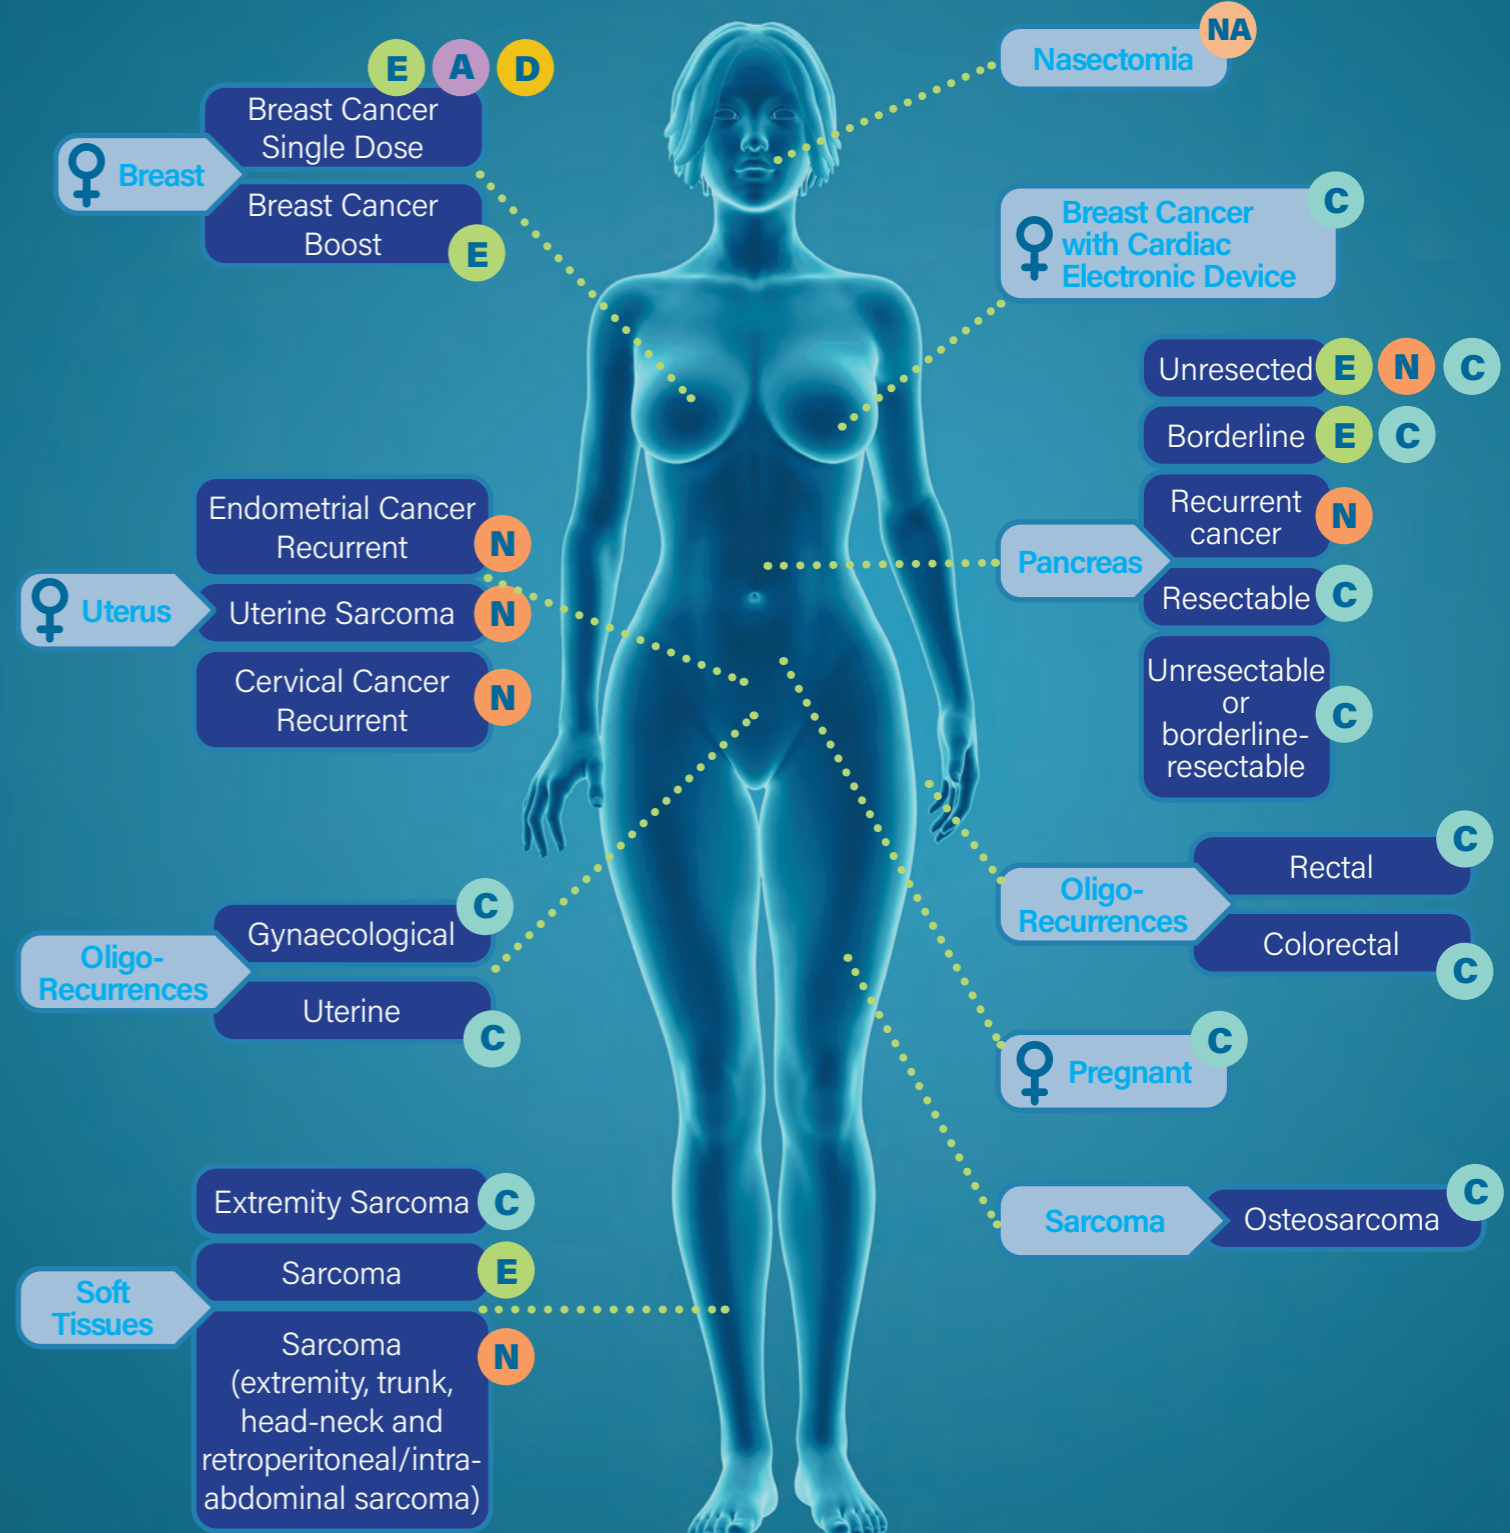 E A D
Breast Cancer
Single Dose
Breast
Breast Cancer
Boost
E
Endometrial Cancer
Recurrent
N
Uterus
Uterine Sarcoma
N
Cervical Cancer
Recurrent
N
C
Gynaecological
Oligo-
Recurrences
Uterine
C
Extremity Sarcoma
C
Sarcoma
E
Soft
Tissues
Sarcoma
(extremity, trunk,
head-neck and
retroperitoneal/intra-
abdominal sarcoma)
N
NA
Nasectomia
C
Breast Cancer
with Cardiac
Electronic Device
Unresected
E N C
Borderline
E C
Recurrent
cancer
N
Pancreas
Resectable
C
Unresectable
or
borderline-
resectable
C
C
Rectal
Oligo-
Recurrences
Colorectal
C
C
Pregnant
C
Sarcoma
Osteosarcoma